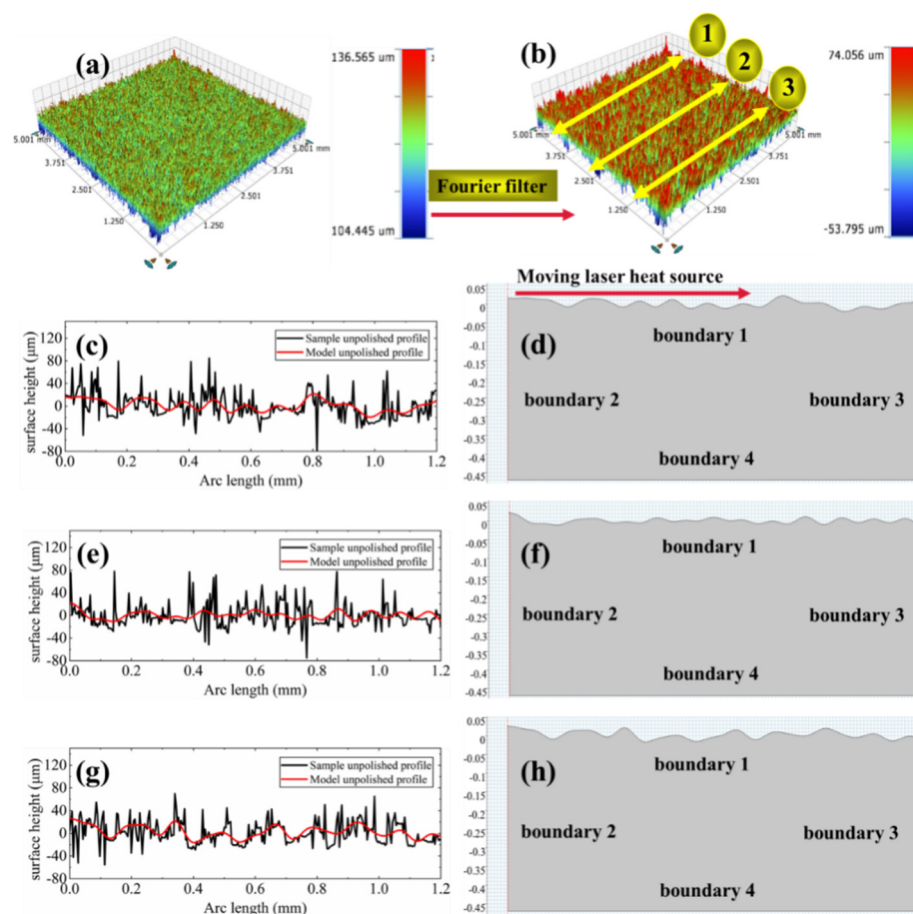 (a)
136.565 um
5.001 mm
5.001 mm
3.751
3.751
2.501
2.501
1.250
1.250
104.445 um
Fourier filter
(b)
1
2
3
74.056 um
5.001 mm
5.001 mm
3.751
3.751
2.501
2.501
1.250
1.250
-53.795 um
(c)
surface height (μm)
120
80
40
0
-40
-80
Sample unpolished profile
Model unpolished profile
0.0 0.2 0.4 0.6 0.8 1.0 1.2
Arc length (mm)
Moving laser heat source
(d)
0.05
0
-0.05
-0.1
-0.15
-0.2
-0.25
-0.3
-0.35
-0.4
-0.45
boundary 1
boundary 2
boundary 3
boundary 4
(e)
surface height (μm)
120
80
40
0
-40
-80
Sample unpolished profile
Model unpolished profile
0.0 0.2 0.4 0.6 0.8 1.0 1.2
Arc length (mm)
(f)
0.05
0
-0.05
-0.1
-0.15
-0.2
-0.25
-0.3
-0.35
-0.4
-0.45
boundary 1
boundary 2
boundary 3
boundary 4
(g)
surface height (μm)
120
80
40
0
-40
-80
Sample unpolished profile
Model unpolished profile
0.0 0.2 0.4 0.6 0.8 1.0 1.2
Arc length (mm)
(h)
0.05
0
-0.05
-0.1
-0.15
-0.2
-0.25
-0.3
-0.35
-0.4
-0.45
boundary 1
boundary 2
boundary 3
boundary 4